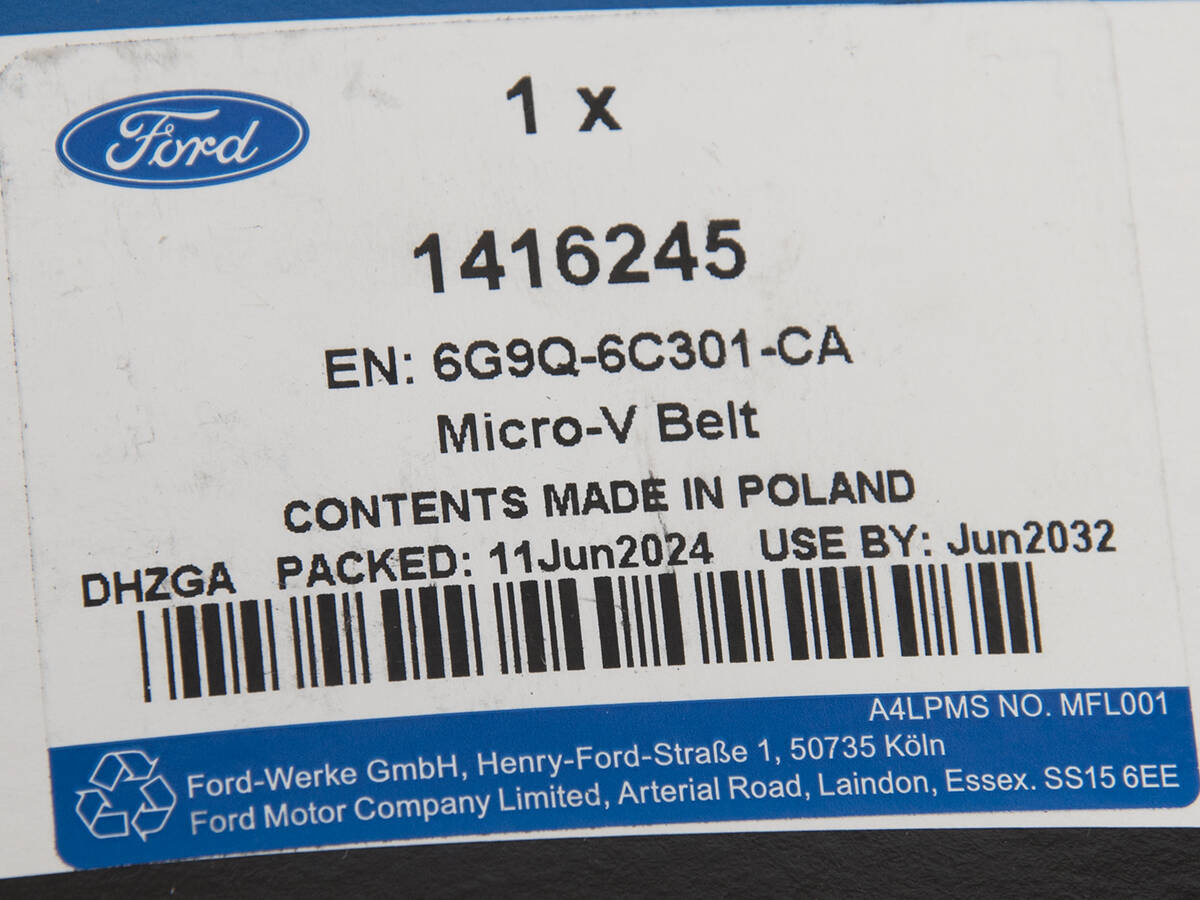 Ford
1 x
1416245
EN: 6G9Q-6C301-CA
Micro-V Belt
CONTENTS MADE IN POLAND
DHZGA PACKED: 11Jun2024 USE BY: Jun2032
A4LPMS NO. MFL001
Ford-Werke GmbH, Henry-Ford-Straße 1, 50735 Köln
Ford Motor Company Limited, Arterial Road, Laindon, Essex. SS15 6EE